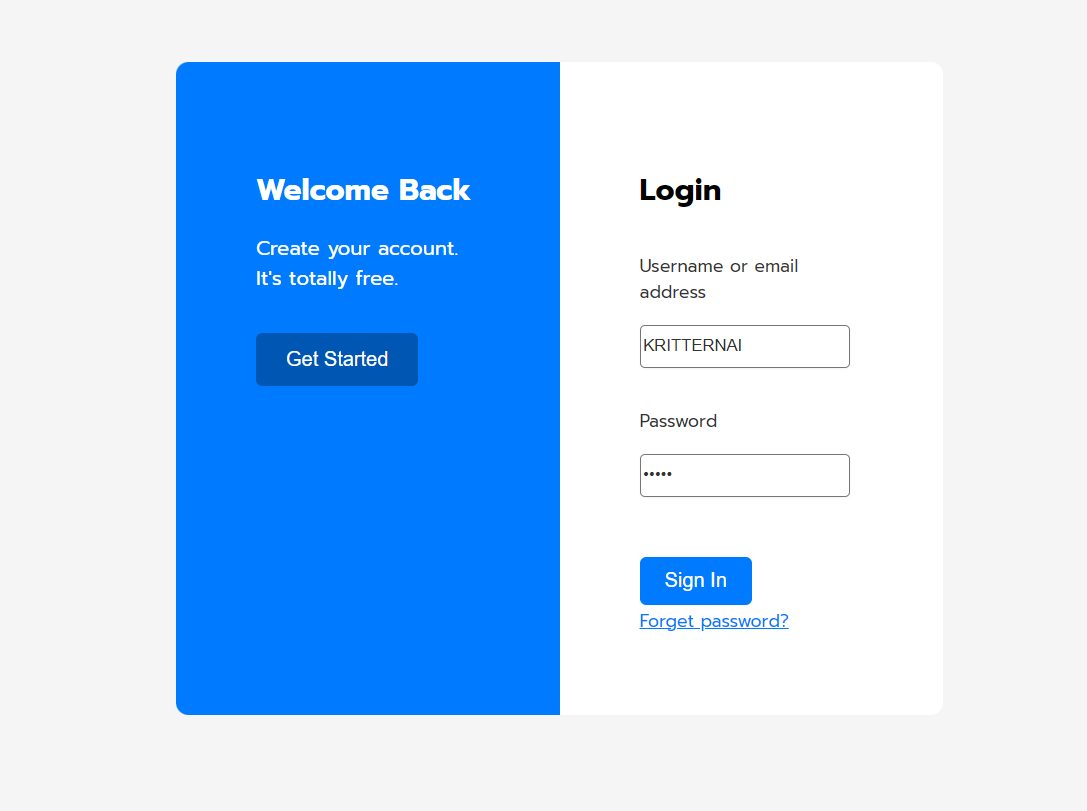 Welcome Back
Create your account.
It's totally free.
Get Started
Login
Username or email
address
KRITTERNAI
Password
•••••
Sign In
Forget password?